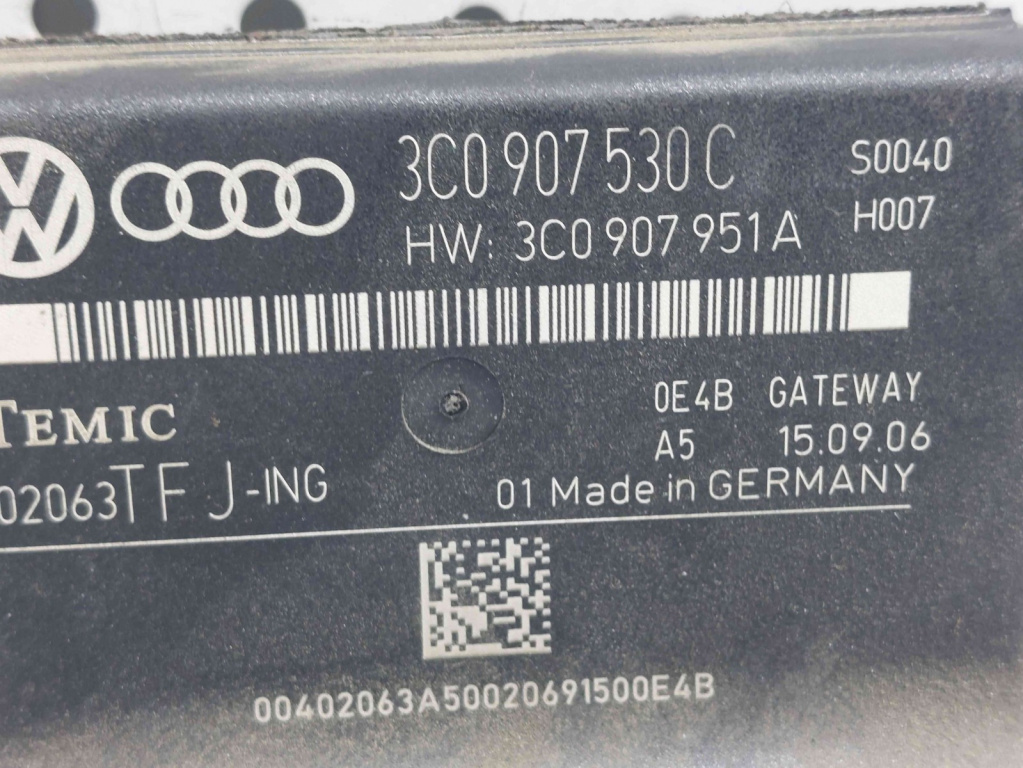 3C0 907 530 C S0040
HW: 3C0 907 951 A H007
TEMIC 0E4B GATEWAY
A5 15.09.06
02063TFJ-ING 01 Made in GERMANY
00402063A50020691500E4B